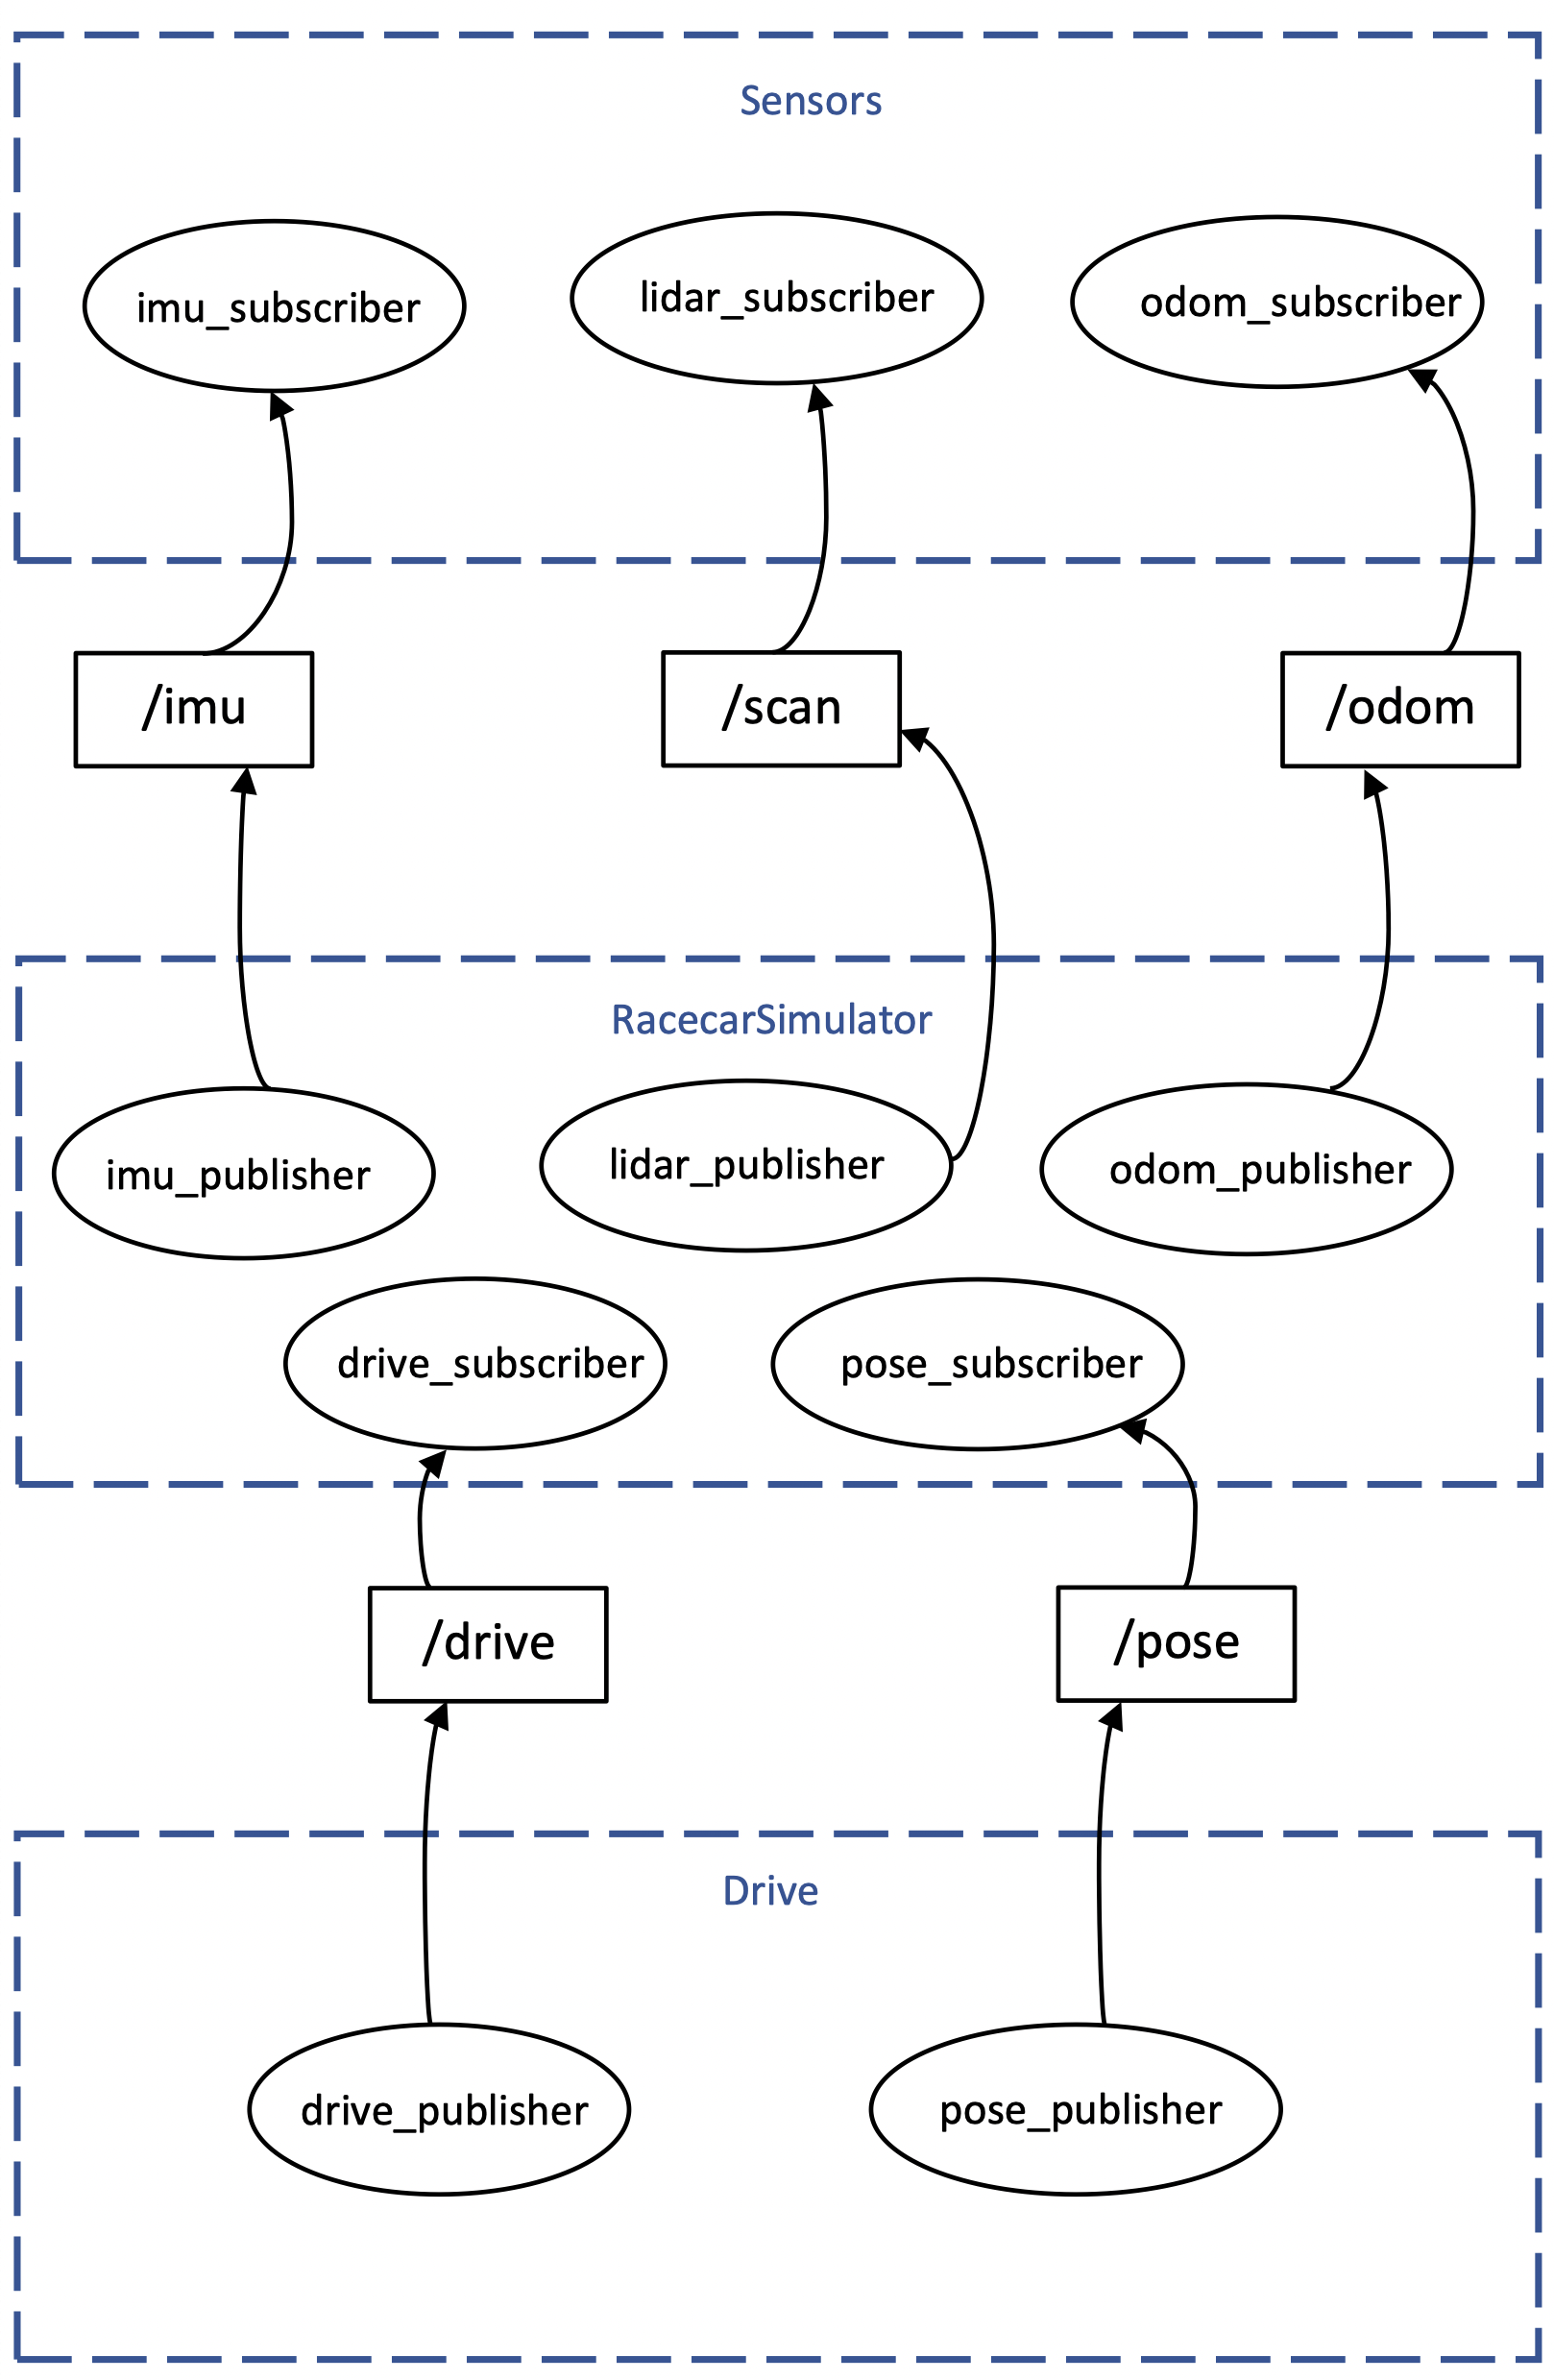 Sensors
imu_subscriber
lidar_subscriber
odom_subscriber
/imu
/scan
/odom
RacecarSimulator
imu_publisher
lidar_publisher
odom_publisher
drive_subscriber
pose_subscriber
/drive
/pose
Drive
drive_publisher
pose_publisher